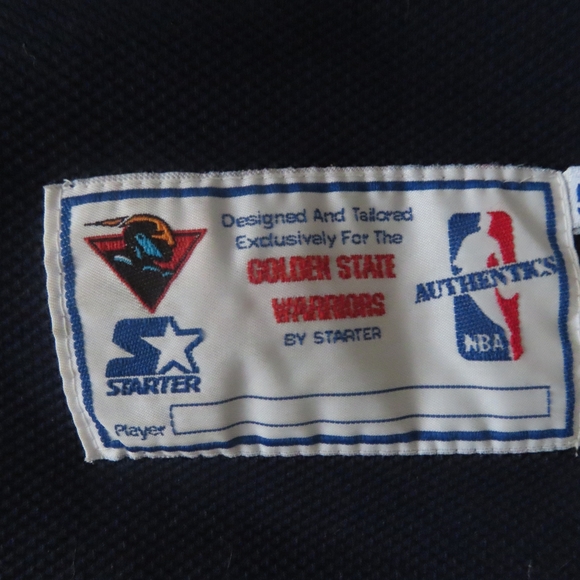 Designed And Tailored
Exclusively For The
GOLDEN STATE
WARRIORS
BY STARTER
STARTER
AUTHENTICS
NBA
Player